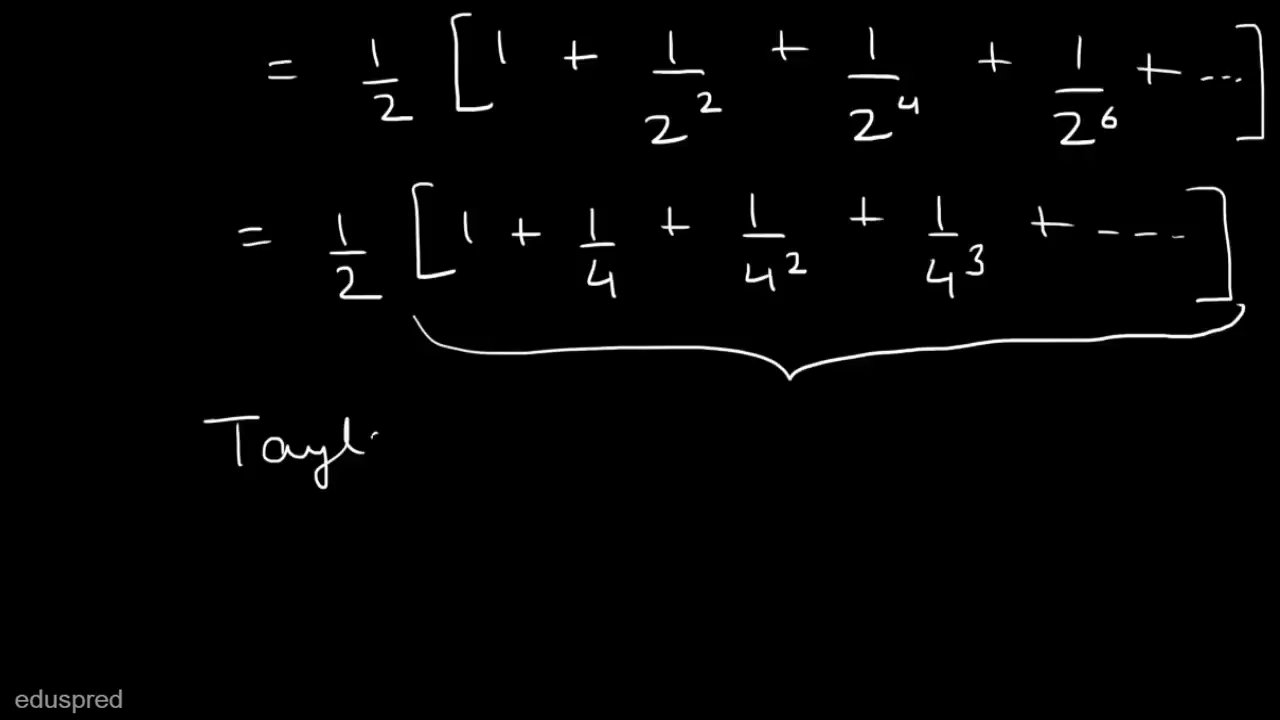 = 1/2 [1 + 1/2^2 + 1/2^4 + 1/2^6 + ...]
= 1/2 [1 + 1/4 + 1/4^2 + 1/4^3 + ----]
Tayl
eduspred